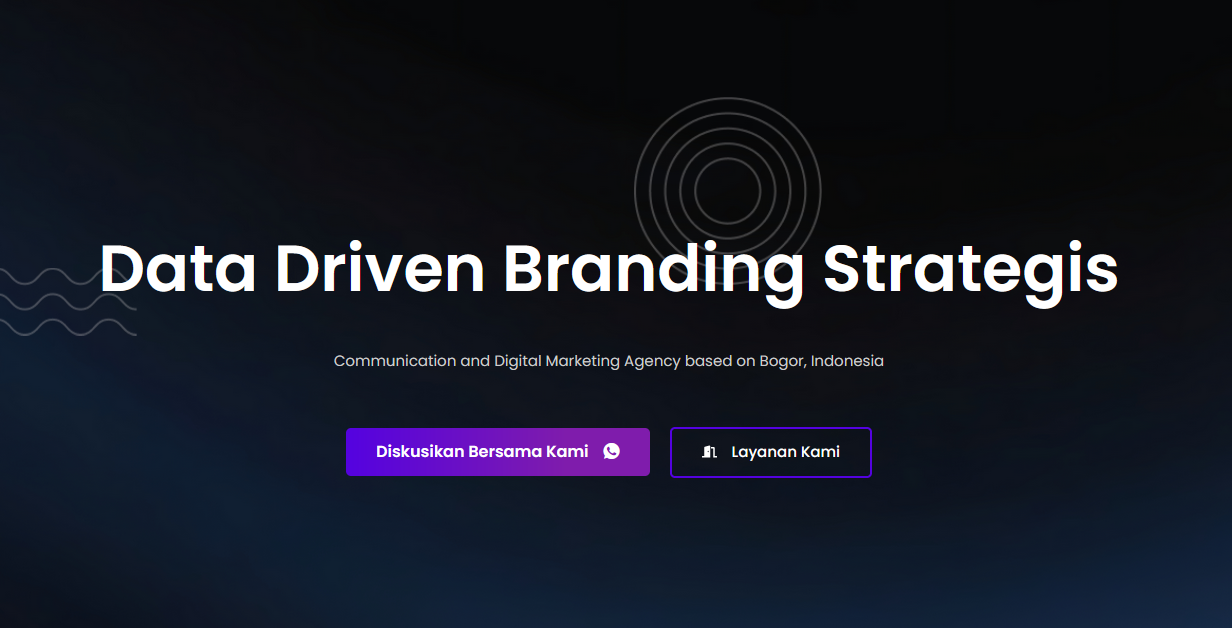 Data Driven Branding Strategis
Communication and Digital Marketing Agency based on Bogor, Indonesia
Diskusikan Bersama Kami
Layanan Kami